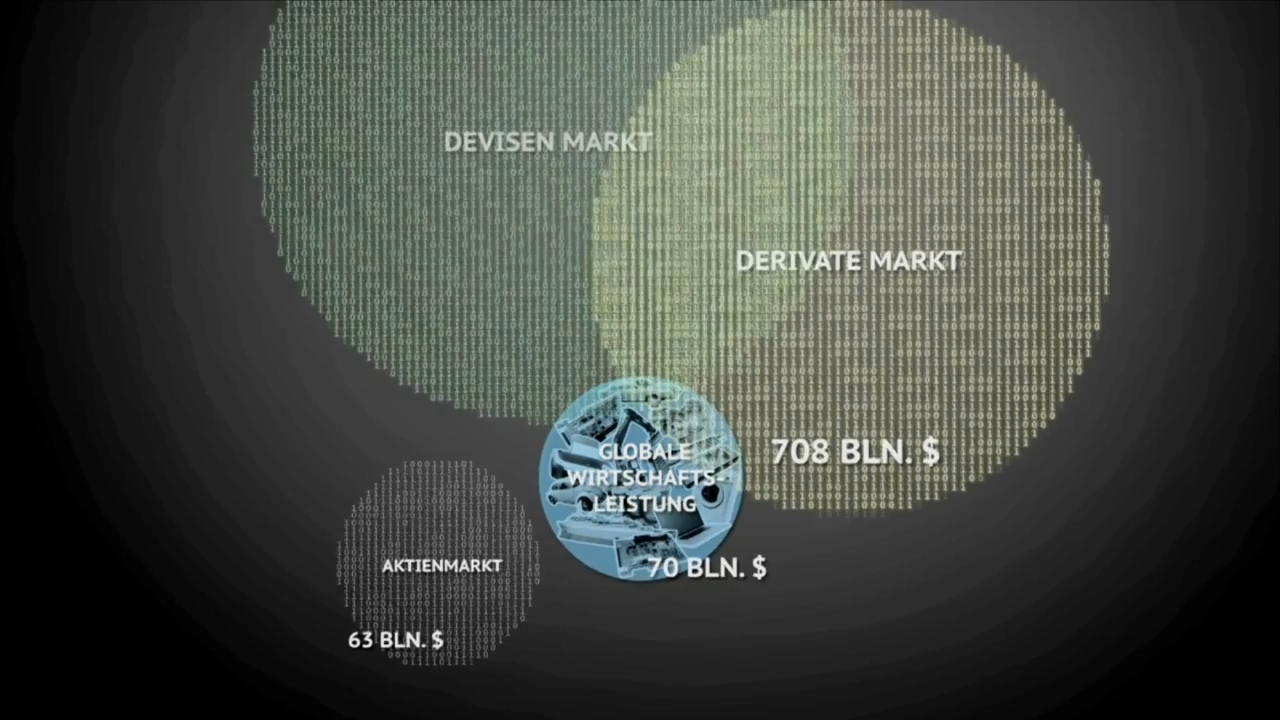 DEVISEN MARKT
DERIVATE MARKT
708 BLN. $
GLOBALE
WIRTSCHAFTS-
LEISTUNG
70 BLN. $
AKTIENMARKT
63 BLN. $